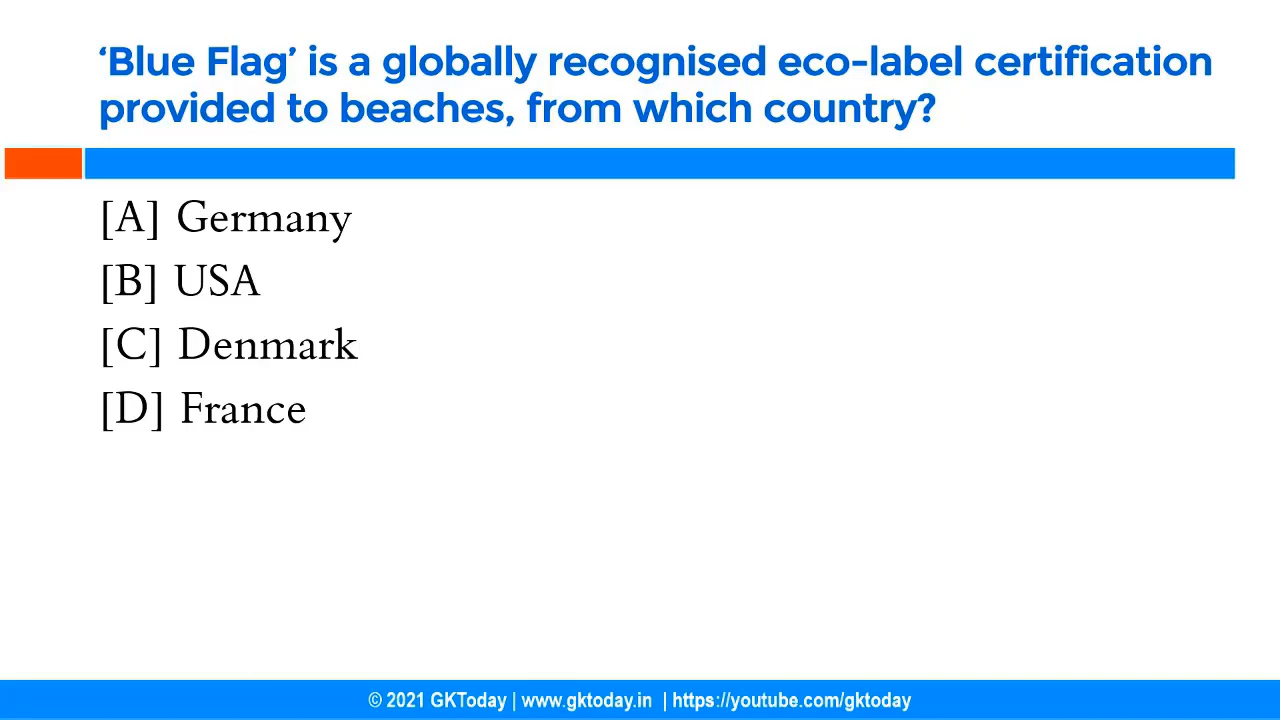 ‘Blue Flag’ is a globally recognised eco-label certification
provided to beaches, from which country?
[A] Germany
[B] USA
[C] Denmark
[D] France
© 2021 GKToday | www.gktoday.in | https://youtube.com/gktoday